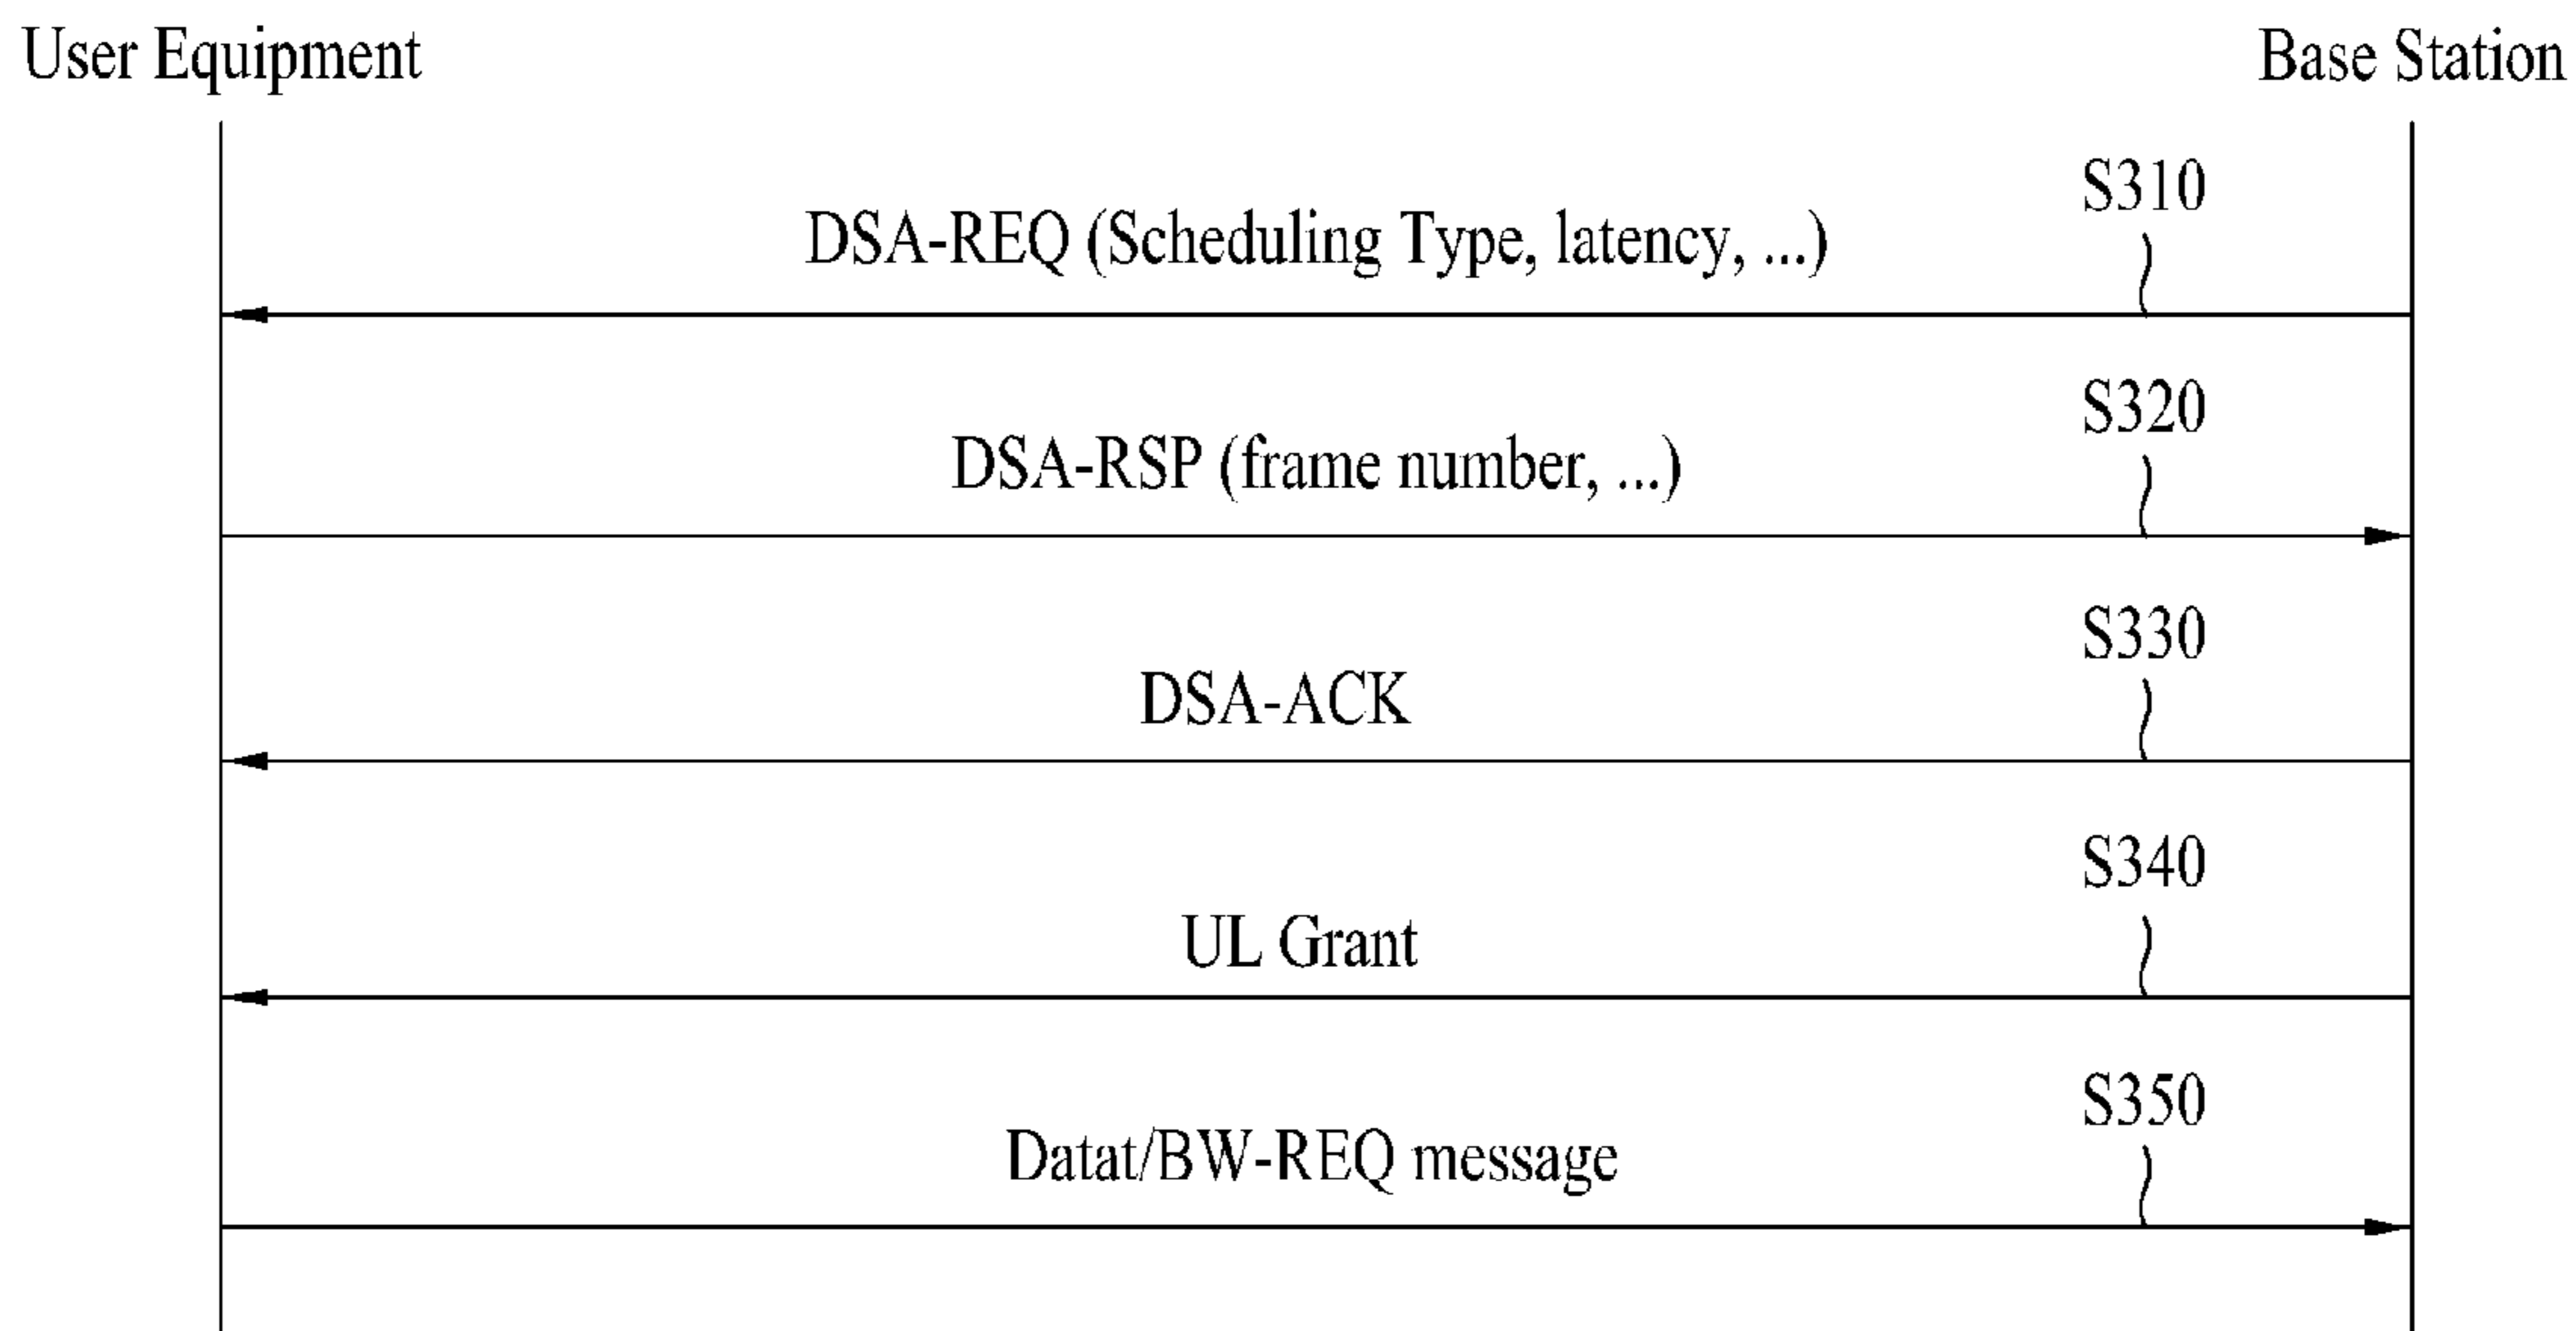 User Equipment
Base Station
S310
DSA-REQ (Scheduling Type, latency, ...)
S320
DSA-RSP (frame number, ...)
S330
DSA-ACK
S340
UL Grant
S350
Datat/BW-REQ message